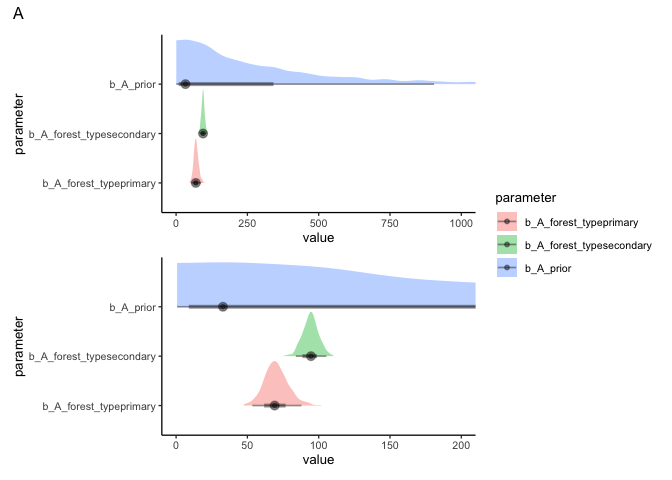 A
parameter
b_A_prior
b_A_forest_typesecondary
b_A_forest_typeprimary
0 250 500 750 1000
value
parameter
b_A_forest_typeprimary
b_A_forest_typesecondary
b_A_prior
parameter
b_A_prior
b_A_forest_typesecondary
b_A_forest_typeprimary
0 50 100 150 200
value